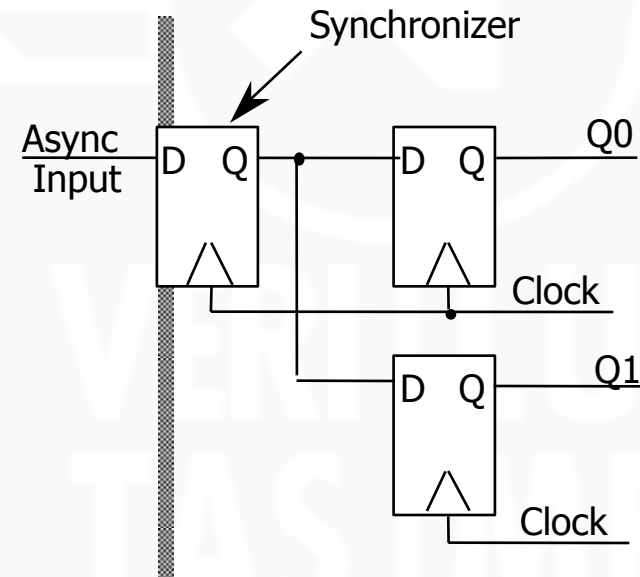 Synchronizer
Async
Input
D Q
D Q
Q0
Clock
D Q
Q1
Clock